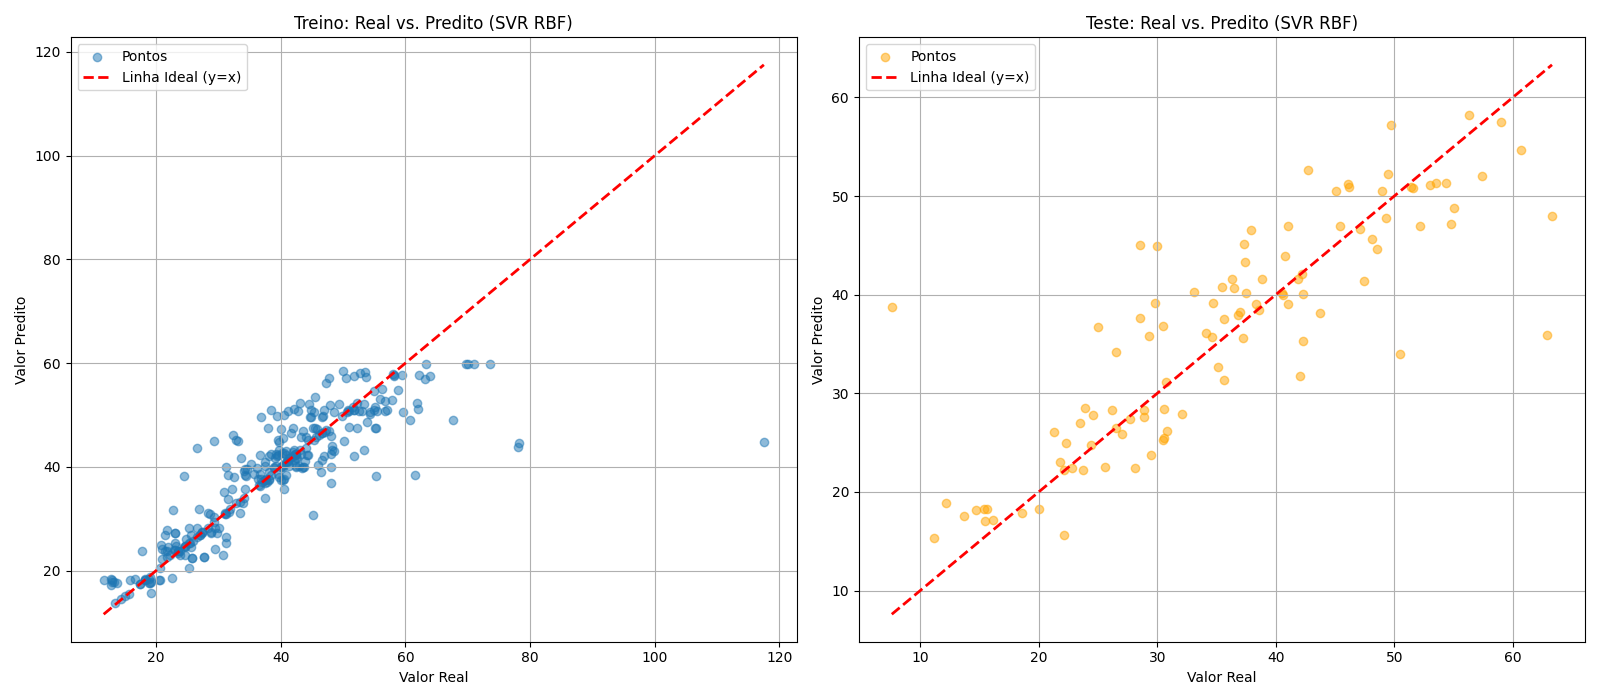 Treino: Real vs. Predito (SVR RBF)
Pontos
Linha Ideal (y=x)
Valor Predito
120
100
80
60
40
20
20 40 60 80 100 120
Valor Real
Teste: Real vs. Predito (SVR RBF)
Pontos
Linha Ideal (y=x)
Valor Predito
60
50
40
30
20
10
10 20 30 40 50 60
Valor Real